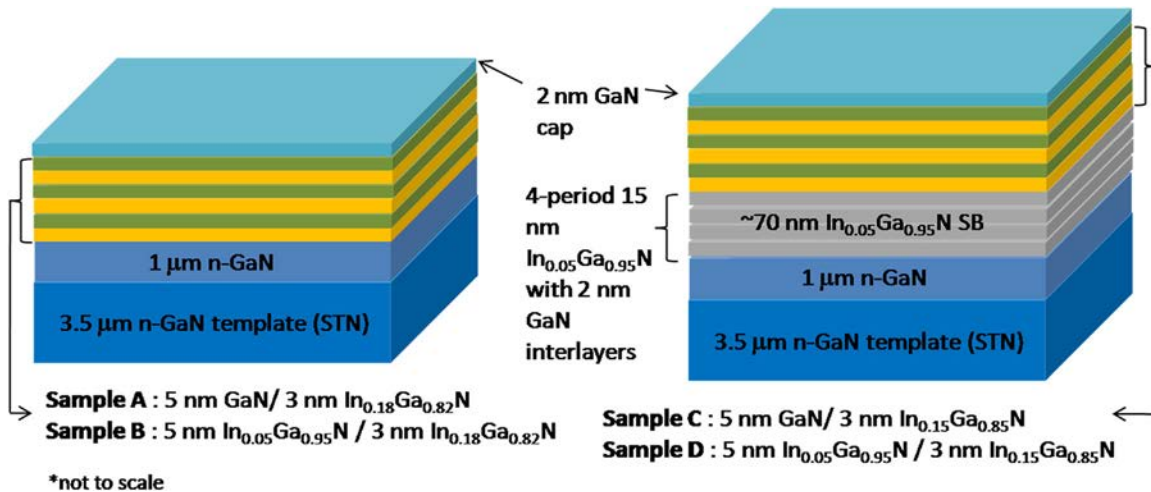 2 nm GaN
cap
1 μm n-GaN
3.5 μm n-GaN template (STN)
4-period 15
nm
In₀.₀₅Ga₀.₉₅N
with 2 nm
GaN
interlayers
~70 nm In₀.₀₅Ga₀.₉₅N SB
1 μm n-GaN
3.5 μm n-GaN template (STN)
Sample A : 5 nm GaN/ 3 nm In₀.₁₈Ga₀.₈₂N
Sample B : 5 nm In₀.₀₅Ga₀.₉₅N / 3 nm In₀.₁₈Ga₀.₈₂N
*not to scale
Sample C : 5 nm GaN/ 3 nm In₀.₁₅Ga₀.₈₅N
Sample D : 5 nm In₀.₀₅Ga₀.₉₅N / 3 nm In₀.₁₅Ga₀.₈₅N